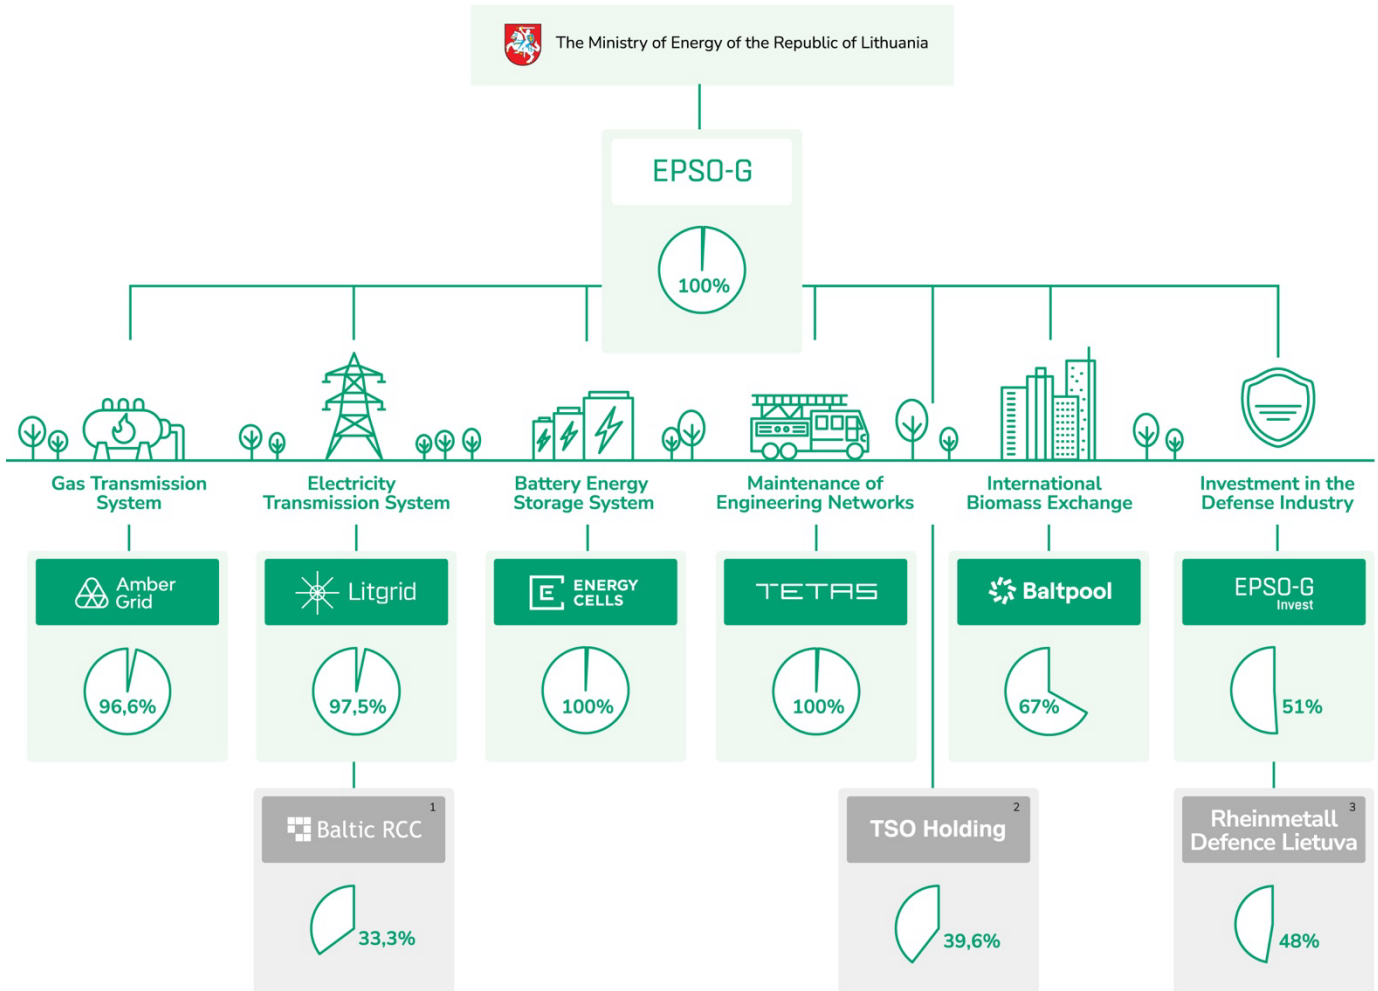 The Ministry of Energy of the Republic of Lithuania
EPSO-G
100%
Gas Transmission
System
Electricity
Transmission System
Battery Energy
Storage System
Maintenance of
Engineering Networks
International
Biomass Exchange
Investment in the
Defense Industry
Amber
Grid
96,6%
Litgrid
97,5%
ENERGY
CELLS
100%
TETAS
100%
Baltpool
67%
EPSO-G
Invest
51%
Baltic RCC 1
33,3%
TSO Holding 2
39,6%
Rheinmetall 3
Defence Lietuva
48%